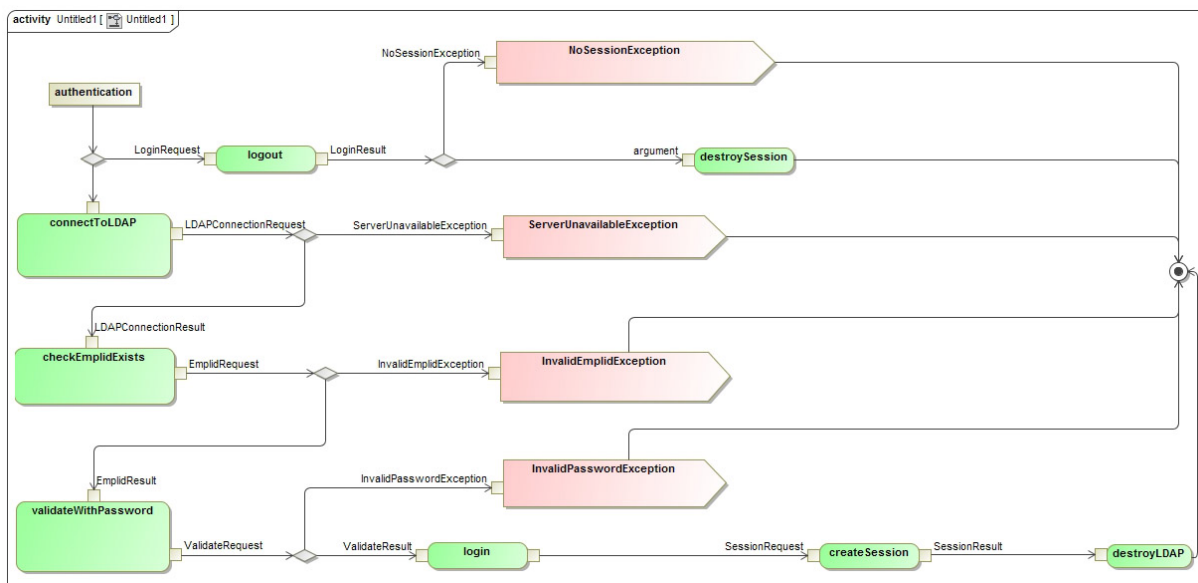 activity Untitled1 [ Untitled1 ]
NoSessionException
NoSessionException
authentication
LoginRequest
logout
LoginResult
argument
destroySession
connectToLDAP
LDAPConnectionRequest
ServerUnavailableException
ServerUnavailableException
LDAPConnectionResult
checkEmplidExists
EmplidRequest
InvalidEmplidException
InvalidEmplidException
EmplidResult
validateWithPassword
InvalidPasswordException
InvalidPasswordException
ValidateRequest
ValidateResult
login
SessionRequest
createSession
SessionResult
destroyLDAP